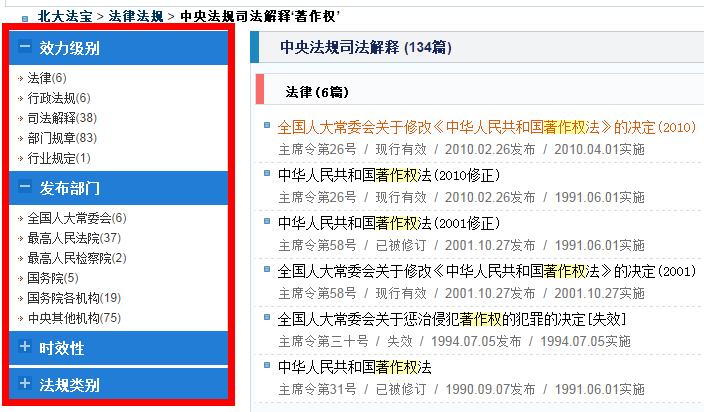 北大法宝 > 法律法规 > 中央法规司法解释‘著作权’
效力级别
法律(6)
行政法规(6)
司法解释(38)
部门规章(83)
行业规定(1)
发布部门
全国人大常委会(6)
最高人民法院(37)
最高人民检察院(2)
国务院(5)
国务院各机构(19)
中央其他机构(75)
时效性
法规类别
中央法规司法解释 (134篇)
法律(6篇)
全国人大常委会关于修改《中华人民共和国著作权法》的决定(2010)
主席令第26号 / 现行有效 / 2010.02.26发布 / 2010.04.01实施
中华人民共和国著作权法(2010修正)
主席令第26号 / 现行有效 / 2010.02.26发布 / 1991.06.01实施
中华人民共和国著作权法(2001修正)
主席令第58号 / 已被修订 / 2001.10.27发布 / 1991.06.01实施
全国人大常委会关于修改《中华人民共和国著作权法》的决定(2001)
主席令第58号 / 现行有效 / 2001.10.27发布 / 2001.10.27实施
全国人大常委会关于惩治侵犯著作权的犯罪的决定[失效]
主席令第三十号 / 失效 / 1994.07.05发布 / 1994.07.05实施
中华人民共和国著作权法
主席令第31号 / 已被修订 / 1990.09.07发布 / 1991.06.01实施